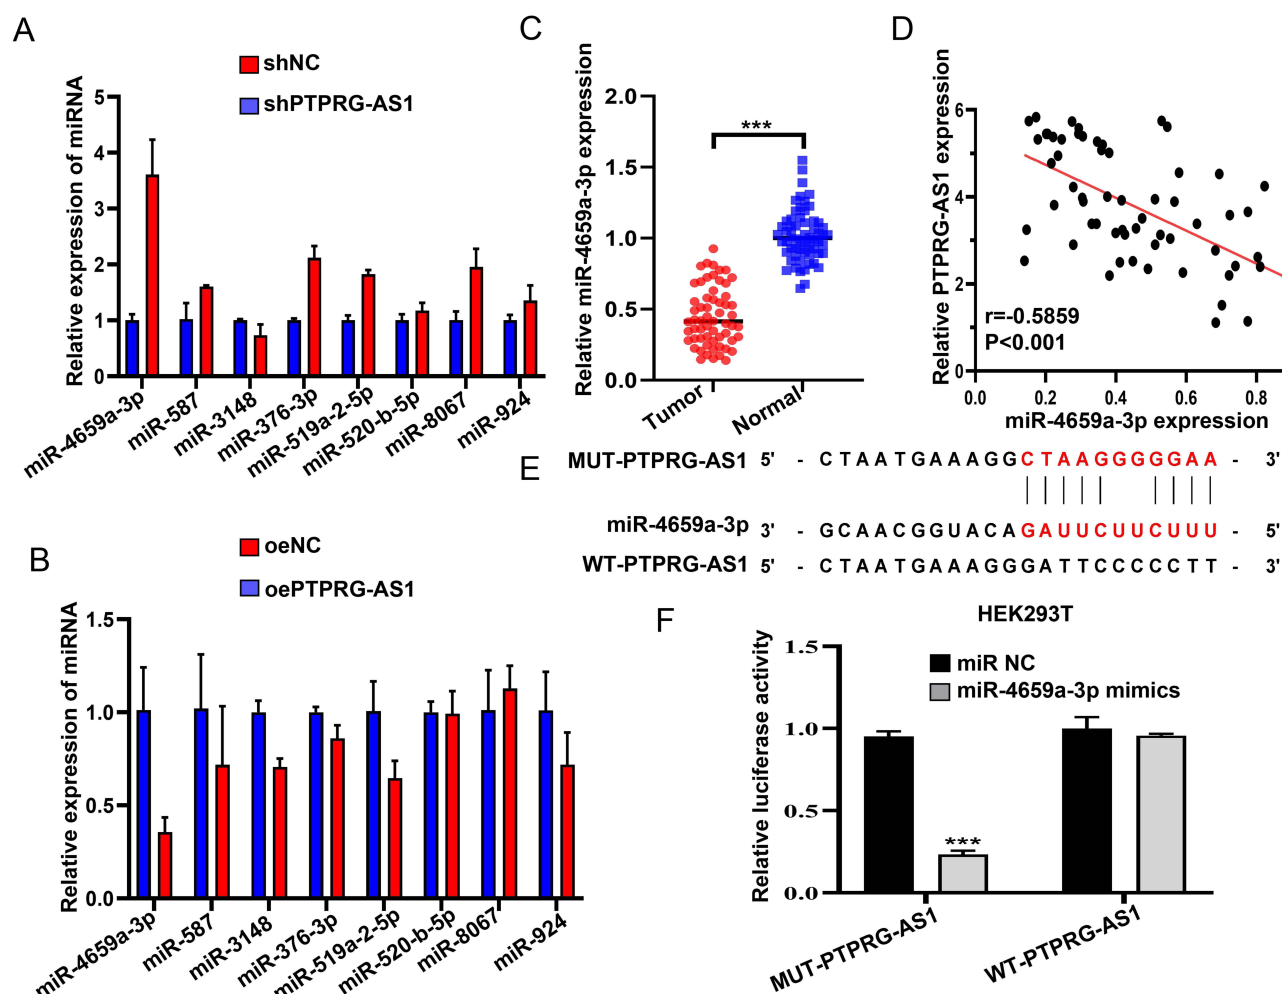 A
shNC
shPTPRG-AS1
Relative expression of miRNA
5
4
3
2
1
0
miR-4659a-3p
miR-587
miR-3148
miR-376-3p
miR-519a-2-5p
miR-520-b-5p
miR-8067
miR-924
B
oeNC
oePTPRG-AS1
Relative expression of miRNA
1.5
1.0
0.5
0.0
miR-4659a-3p
miR-587
miR-3148
miR-376-3p
miR-519a-2-5p
miR-520-b-5p
miR-8067
miR-924
C
Relative miR-4659a-3p expression
2.0
1.5
1.0
0.5
0.0
***
Tumor
Normal
D
Relative PTPRG-AS1 expression
6
4
2
0
r=-0.5859
P<0.001
0.0 0.2 0.4 0.6 0.8
miR-4659a-3p expression
E
MUT-PTPRG-AS1 5' - C T A A T G A A A G G C T A A G G G G G A A - 3'
miR-4659a-3p 3' - G C A A C G G U A C A G A U U C U U C U U U - 5'
WT-PTPRG-AS1 5' - C T A A T G A A A G G G A T T C C C C C T T - 3'
F
HEK293T
miR NC
miR-4659a-3p mimics
Relative luciferase activity
1.5
1.0
0.5
0.0
***
MUT-PTPRG-AS1
WT-PTPRG-AS1